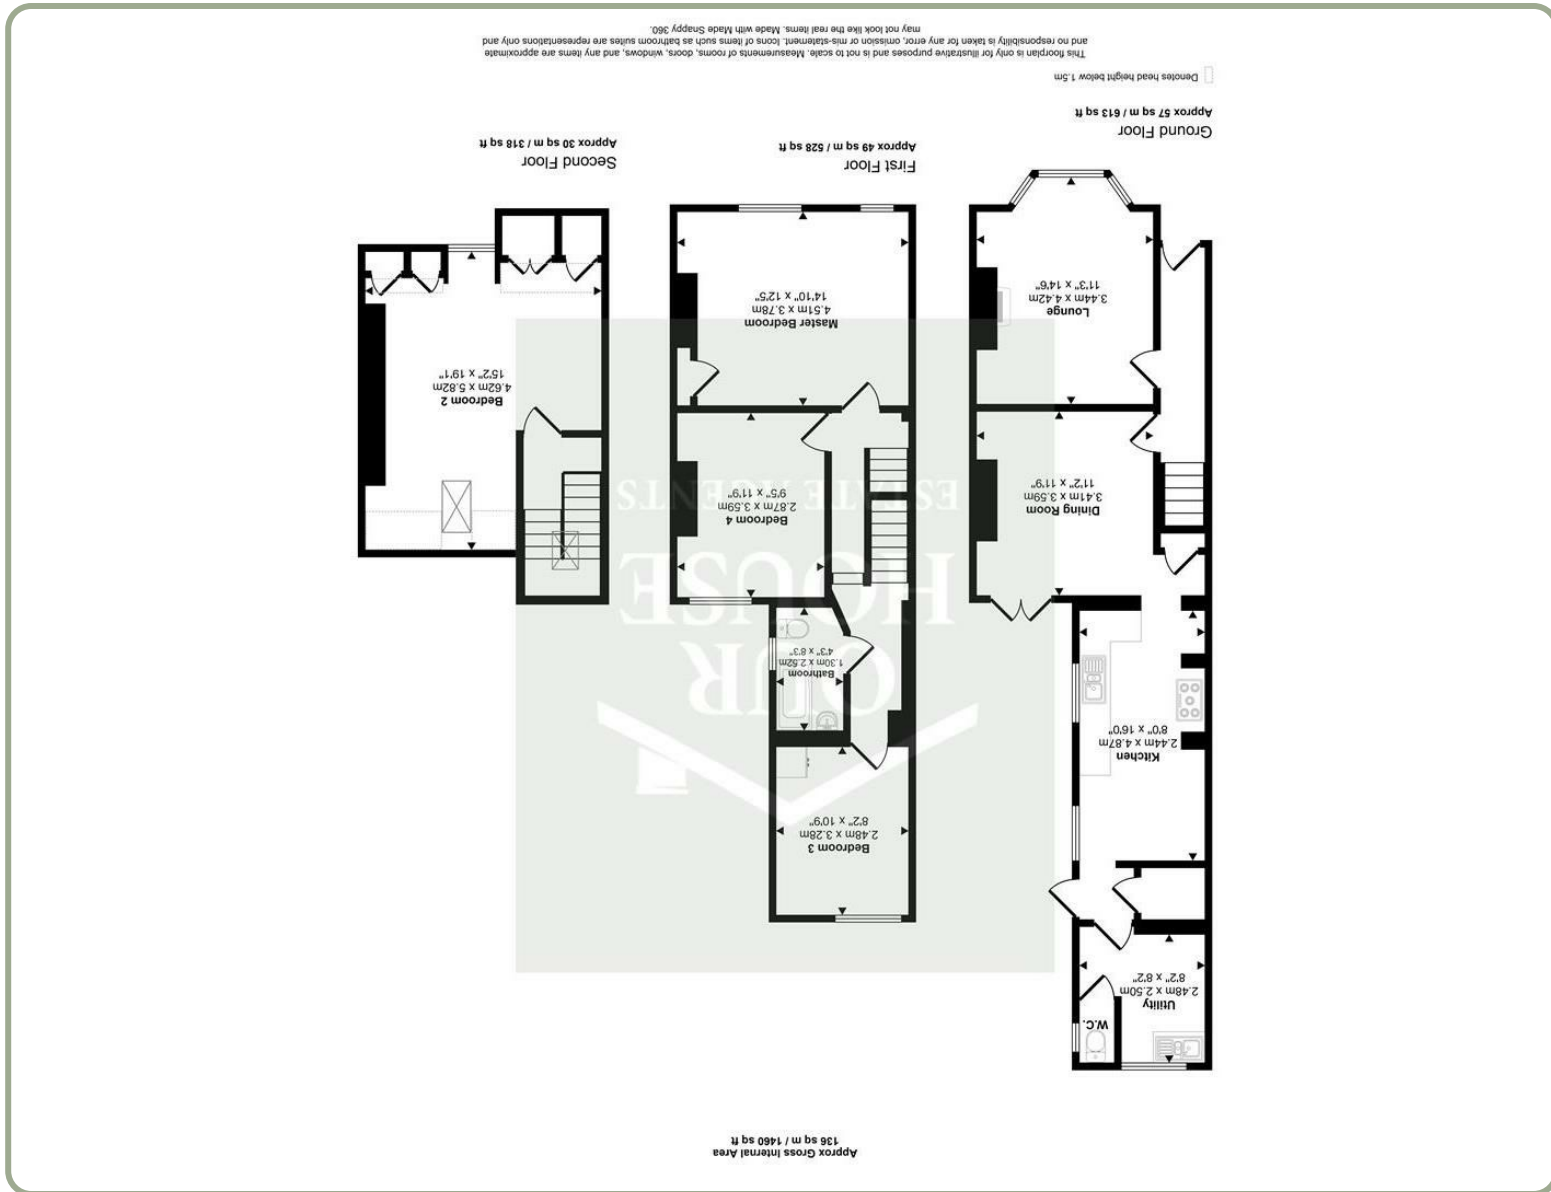 Approx Gross Internal Area
136 sq m / 1460 sq ft
Utility
2.48m x 2.50m
8'2" x 8'2"
W.C.
Kitchen
2.44m x 4.87m
8'0" x 16'0"
Dining Room
3.41m x 3.59m
11'2" x 11'9"
Lounge
3.44m x 4.42m
11'3" x 14'6"
Ground Floor
Approx 57 sq m / 613 sq ft
Bedroom 3
2.48m x 3.28m
8'2" x 10'9"
Bathroom
1.30m x 2.52m
4'3" x 8'3"
Bedroom 4
2.87m x 3.59m
9'5" x 11'9"
Master Bedroom
4.51m x 3.78m
14'10" x 12'5"
First Floor
Approx 49 sq m / 528 sq ft
Bedroom 2
4.62m x 5.82m
15'2" x 19'1"
Second Floor
Approx 30 sq m / 318 sq ft
OUR
HOUSE
ESTATE AGENTS
Denotes head height below 1.5m
This floorplan is only for illustrative purposes and is not to scale. Measurements of rooms, doors, windows, and any items are approximate
and no responsibility is taken for any error, omission or mis-statement. Icons of items such as bathroom suites are representations only and
may not look like the real items. Made with Made Snappy 360.